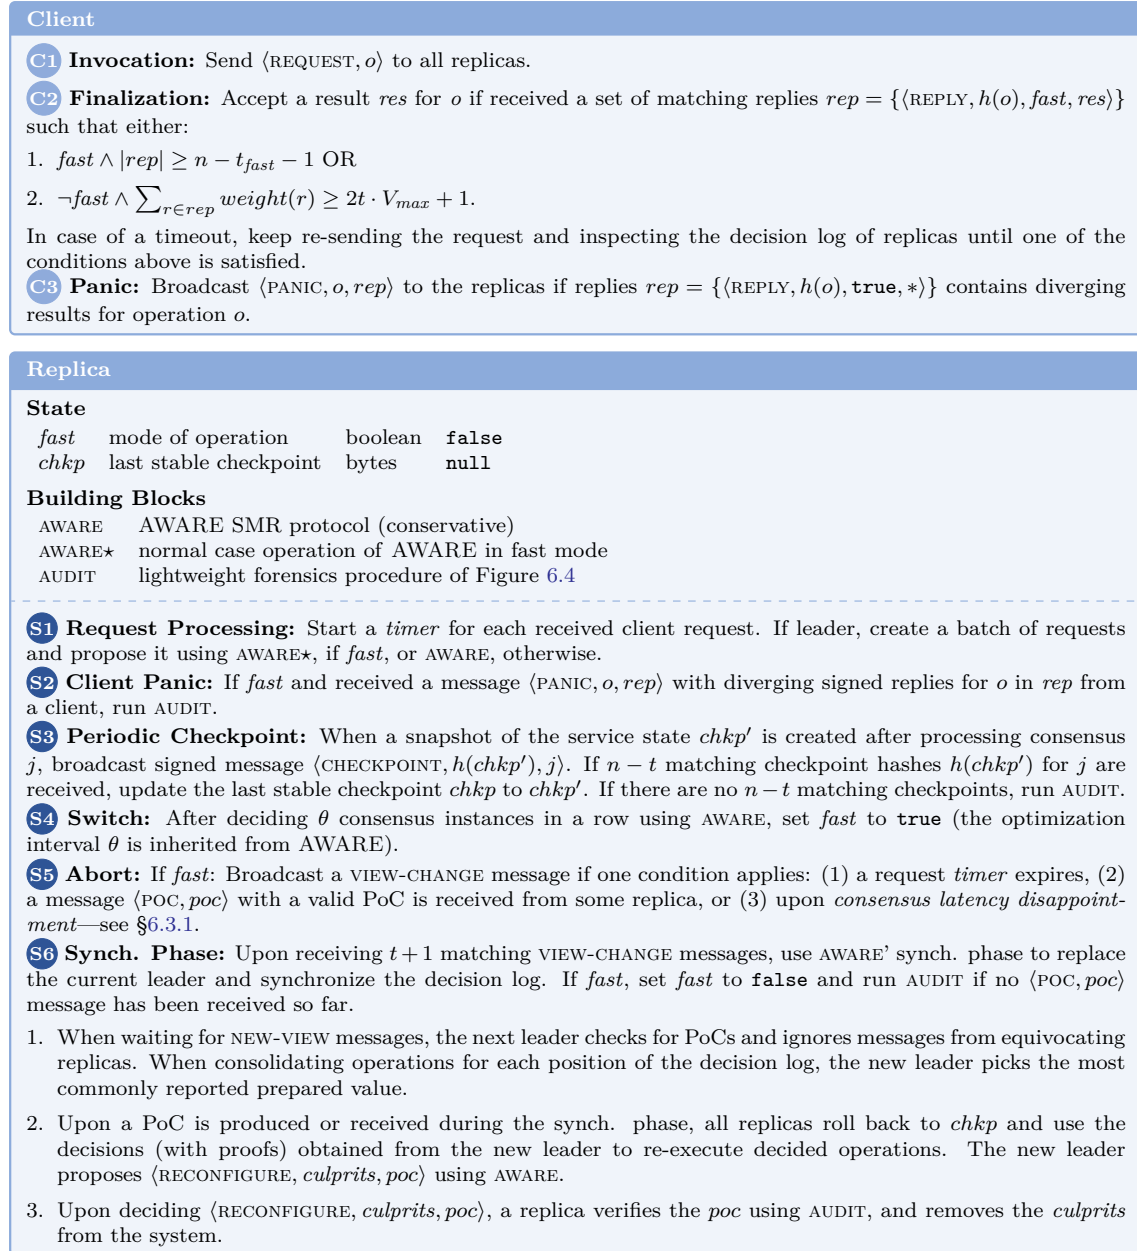 Client
C1 Invocation: Send ⟨REQUEST, o⟩ to all replicas.
C2 Finalization: Accept a result res for o if received a set of matching replies rep = {⟨REPLY, h(o), fast, res⟩}
such that either:
1. fast ∧ |rep| ≥ n − t_fast − 1 OR
2. ¬fast ∧ ∑_{r∈rep} weight(r) ≥ 2t · V_max + 1.
In case of a timeout, keep re-sending the request and inspecting the decision log of replicas until one of the
conditions above is satisfied.
C3 Panic: Broadcast ⟨PANIC, o, rep⟩ to the replicas if replies rep = {⟨REPLY, h(o), true, ∗⟩} contains diverging
results for operation o.
Replica
State
fast mode of operation boolean false
chkp last stable checkpoint bytes null
Building Blocks
AWARE AWARE SMR protocol (conservative)
AWARE⋆ normal case operation of AWARE in fast mode
AUDIT lightweight forensics procedure of Figure 6.4
S1 Request Processing: Start a timer for each received client request. If leader, create a batch of requests
and propose it using AWARE⋆, if fast, or AWARE, otherwise.
S2 Client Panic: If fast and received a message ⟨PANIC, o, rep⟩ with diverging signed replies for o in rep from
a client, run AUDIT.
S3 Periodic Checkpoint: When a snapshot of the service state chkp′ is created after processing consensus
j, broadcast signed message ⟨CHECKPOINT, h(chkp′), j⟩. If n − t matching checkpoint hashes h(chkp′) for j are
received, update the last stable checkpoint chkp to chkp′. If there are no n − t matching checkpoints, run AUDIT.
S4 Switch: After deciding θ consensus instances in a row using AWARE, set fast to true (the optimization
interval θ is inherited from AWARE).
S5 Abort: If fast: Broadcast a VIEW-CHANGE message if one condition applies: (1) a request timer expires, (2)
a message ⟨POC, poc⟩ with a valid PoC is received from some replica, or (3) upon consensus latency disappoint-
ment—see §6.3.1.
S6 Synch. Phase: Upon receiving t + 1 matching VIEW-CHANGE messages, use AWARE' synch. phase to replace
the current leader and synchronize the decision log. If fast, set fast to false and run AUDIT if no ⟨POC, poc⟩
message has been received so far.
1. When waiting for NEW-VIEW messages, the next leader checks for PoCs and ignores messages from equivocating
replicas. When consolidating operations for each position of the decision log, the new leader picks the most
commonly reported prepared value.
2. Upon a PoC is produced or received during the synch. phase, all replicas roll back to chkp and use the
decisions (with proofs) obtained from the new leader to re-execute decided operations. The new leader
proposes ⟨RECONFIGURE, culprits, poc⟩ using AWARE.
3. Upon deciding ⟨RECONFIGURE, culprits, poc⟩, a replica verifies the poc using AUDIT, and removes the culprits
from the system.